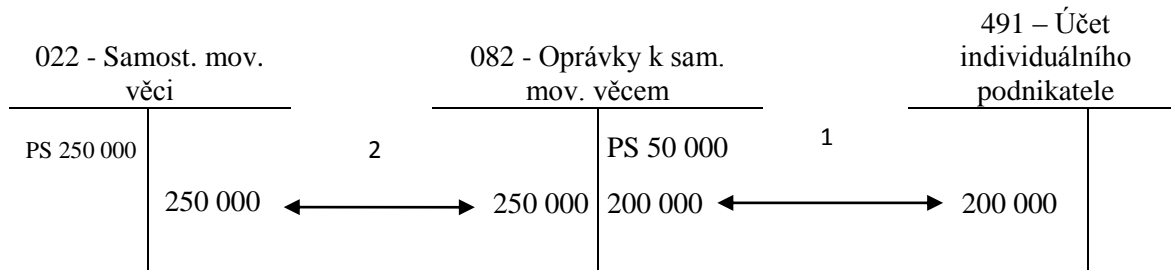 022 - Samost. mov.
věci
082 - Oprávky k sam.
mov. věcem
491 – Účet
individuálního
podnikatele
PS 250 000
2
PS 50 000
1
250 000
250 000
200 000
200 000